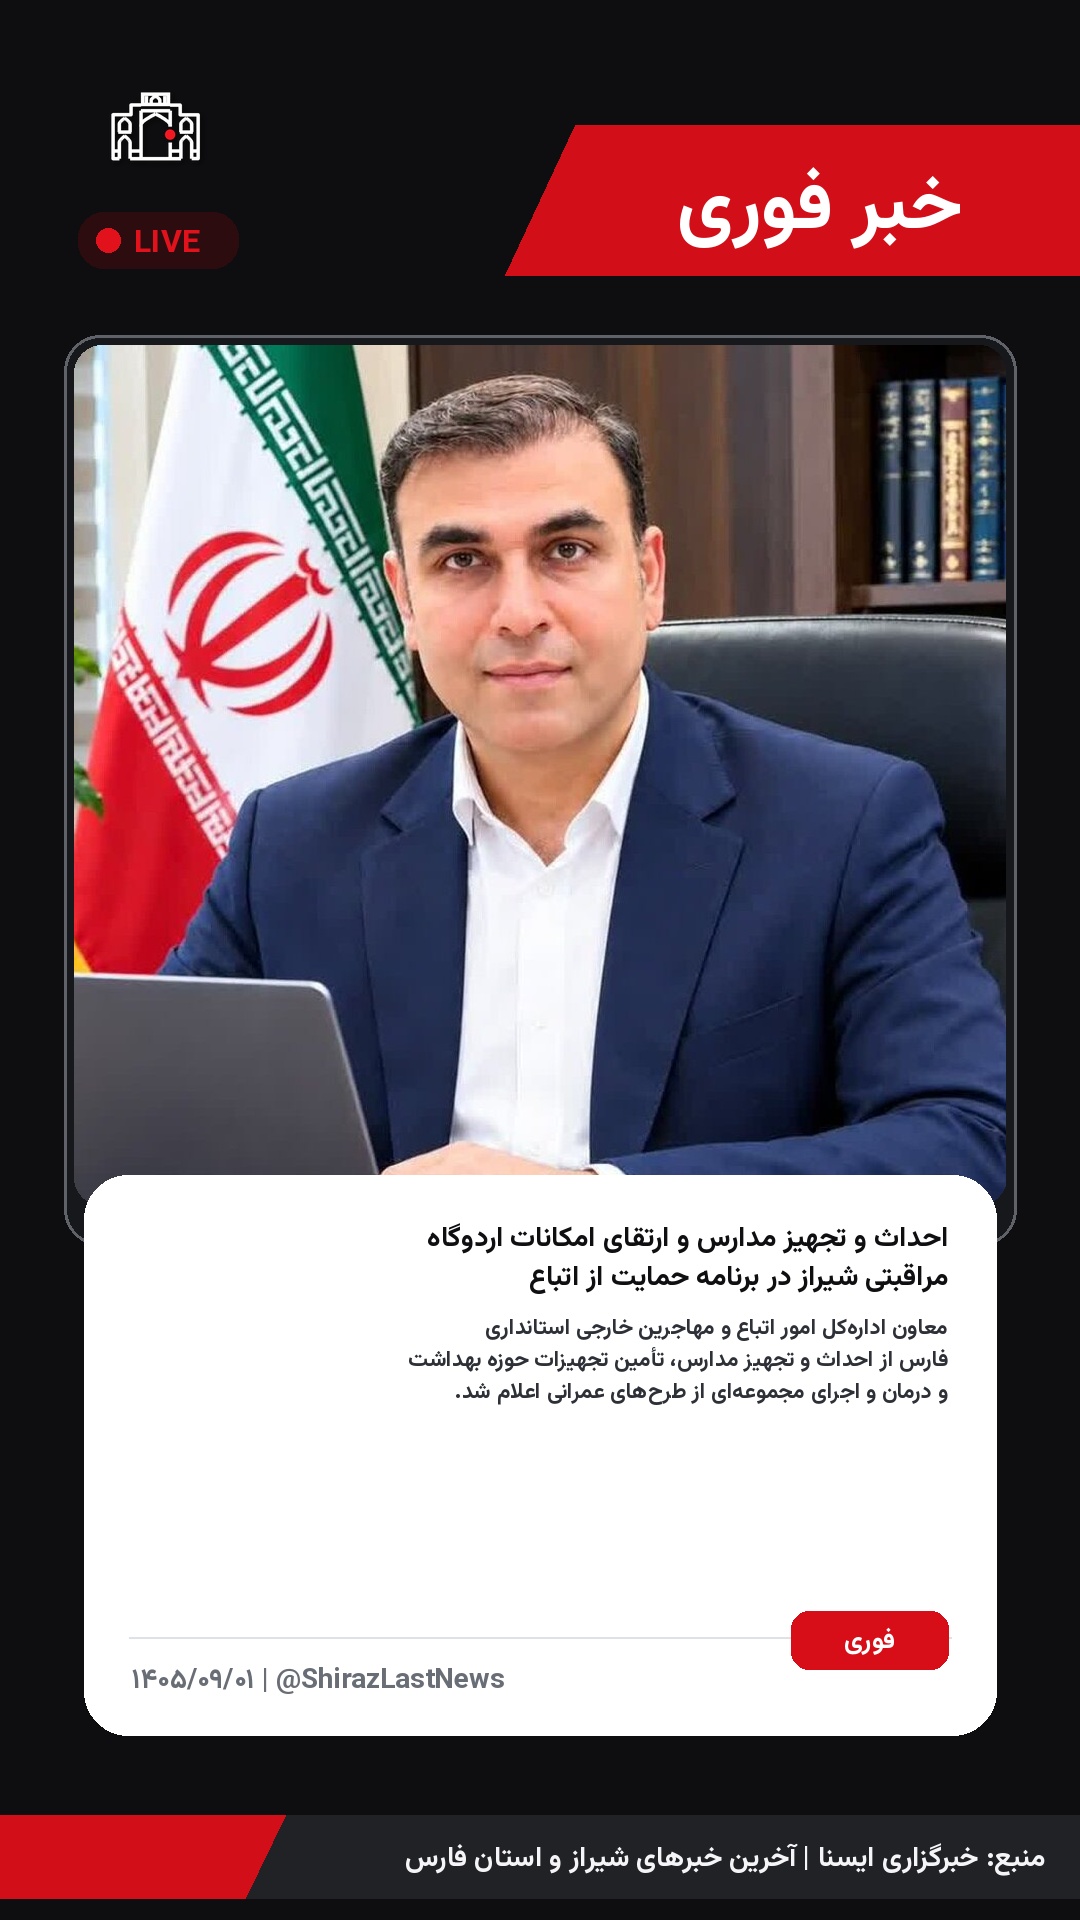 خبر فوری
LIVE
احداث و تجهیز مدارس و ارتقای امکانات اردوگاه
مراقبتی شیراز در برنامه حمایت از اتباع
معاون اداره‌کل امور اتباع و مهاجرین خارجی استانداری
فارس از احداث و تجهیز مدارس، تأمین تجهیزات حوزه بهداشت
و درمان و اجرای مجموعه‌ای از طرح‌های عمرانی اعلام شد.
فوری
۱۴۰۵/۰۹/۰۱ | @ShirazLastNews
منبع: خبرگزاری ایسنا | آخرین خبرهای شیراز و استان فارس